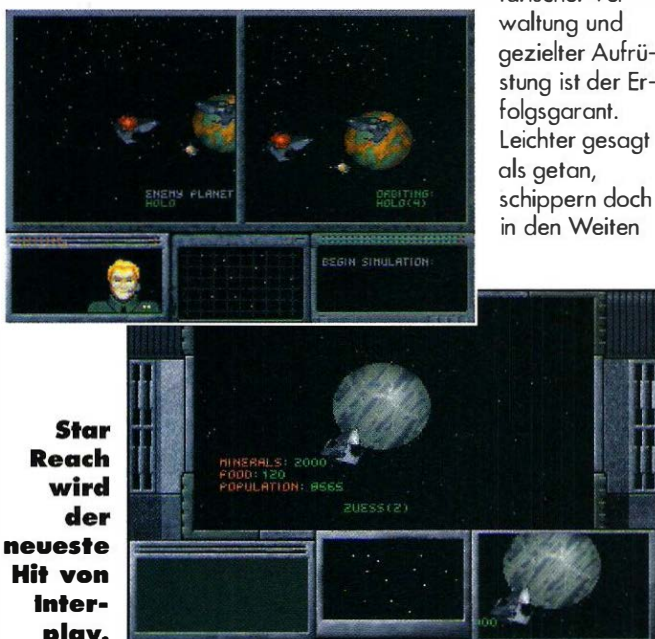 waltung und
gezielter Aufrü-
stung ist der Er-
folgsgarant.
Leichter gesagt
als getan,
schippern doch
in den Weiten
ENEMY PLANET
HOLO
ORBITING:
HOLO(4)
BEGIN SIMULATION:
Star
Reach
wird
der
neueste
Hit von
Inter-
play.
MINERALS: 2000
FOOD: 120
POPULATION: 8565
ZUESS(2)